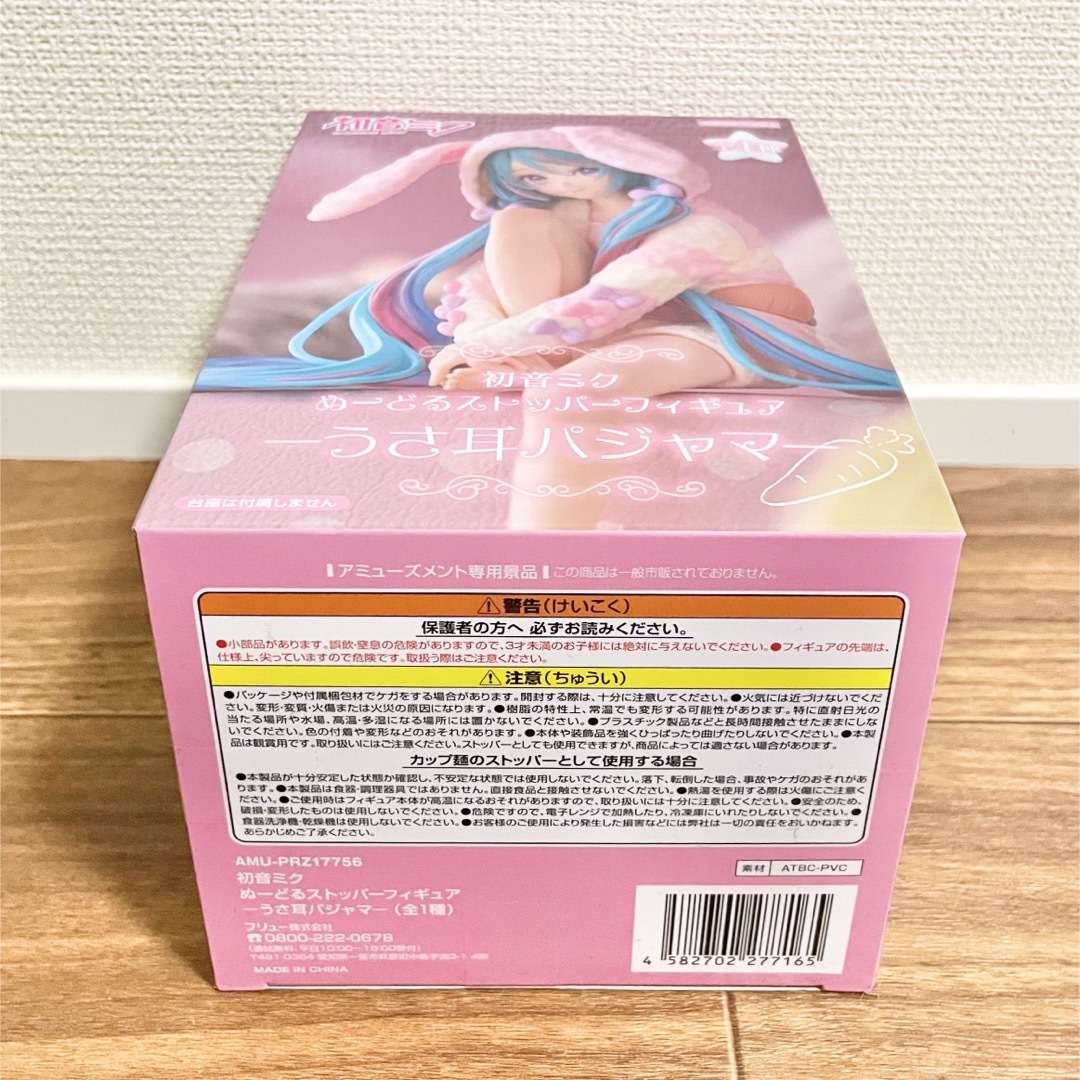 初音ミク
全1種
初音ミク
ぬーどるストッパーフィギュア
ーうさ耳パジャマー
台座は付属しません
アミューズメント専用景品 この商品は一般市販されておりません。
⚠警告(けいこく)
保護者の方へ 必ずお読みください。
●小部品があります。誤飲・窒息の危険がありますので、3才未満のお子様には絶対に与えないでください。●フィギュアの先端は、
仕様上、尖っていますので危険です。取扱う際はご注意ください。
⚠注意(ちゅうい)
●パッケージや付属梱包材でケガをする場合があります。開封する際は、十分に注意してください。●火気には近づけないでくだ
さい。変形・変質・火傷または火災の原因になります。●樹脂の特性上、常温でも変形する可能性があります。特に直射日光の
当たる場所や水場、高温・多湿になる場所には置かないでください。●プラスチック製品などと長時間接触させたままにしな
いでください。色の付着や変形などのおそれがあります。●本体や装飾品を強くひっぱったり曲げたりしないでください。●本製
品は観賞用です。取り扱いにはご注意ください。ストッパーとしても使用できますが、商品によっては適さない場合があります。
カップ麺のストッパーとして使用する場合
●本製品が十分安定した状態か確認し、不安定な状態では使用しないでください。落下、転倒した場合、事故やケガのおそれがあ
ります。●本製品は食器・調理器具ではありません。直接食品と接触させないでください。●熱湯を使用する際は火傷にご注意く
ださい。●ご使用時はフィギュア本体が高温になるおそれがありますので、取り扱いには十分に注意してください。●安全のため、
破損・変形したものは使用しないでください。●危険ですので、電子レンジで加熱したり、冷凍庫にいれたりしないでください。●
食器洗浄機・乾燥機は使用しないでください。●お客様のご使用により発生した損害などには弊社は一切の責任をおいかねます。
あらかじめご了承ください。
AMU-PRZ17756
初音ミク
ぬーどるストッパーフィギュア
ーうさ耳パジャマー(全1種)
フリュー株式会社
☎0800-222-0678
(通話無料、平日10:00〜18:00受付)
MADE IN CHINA
素材 ATBC-PVC
4 582702 277165